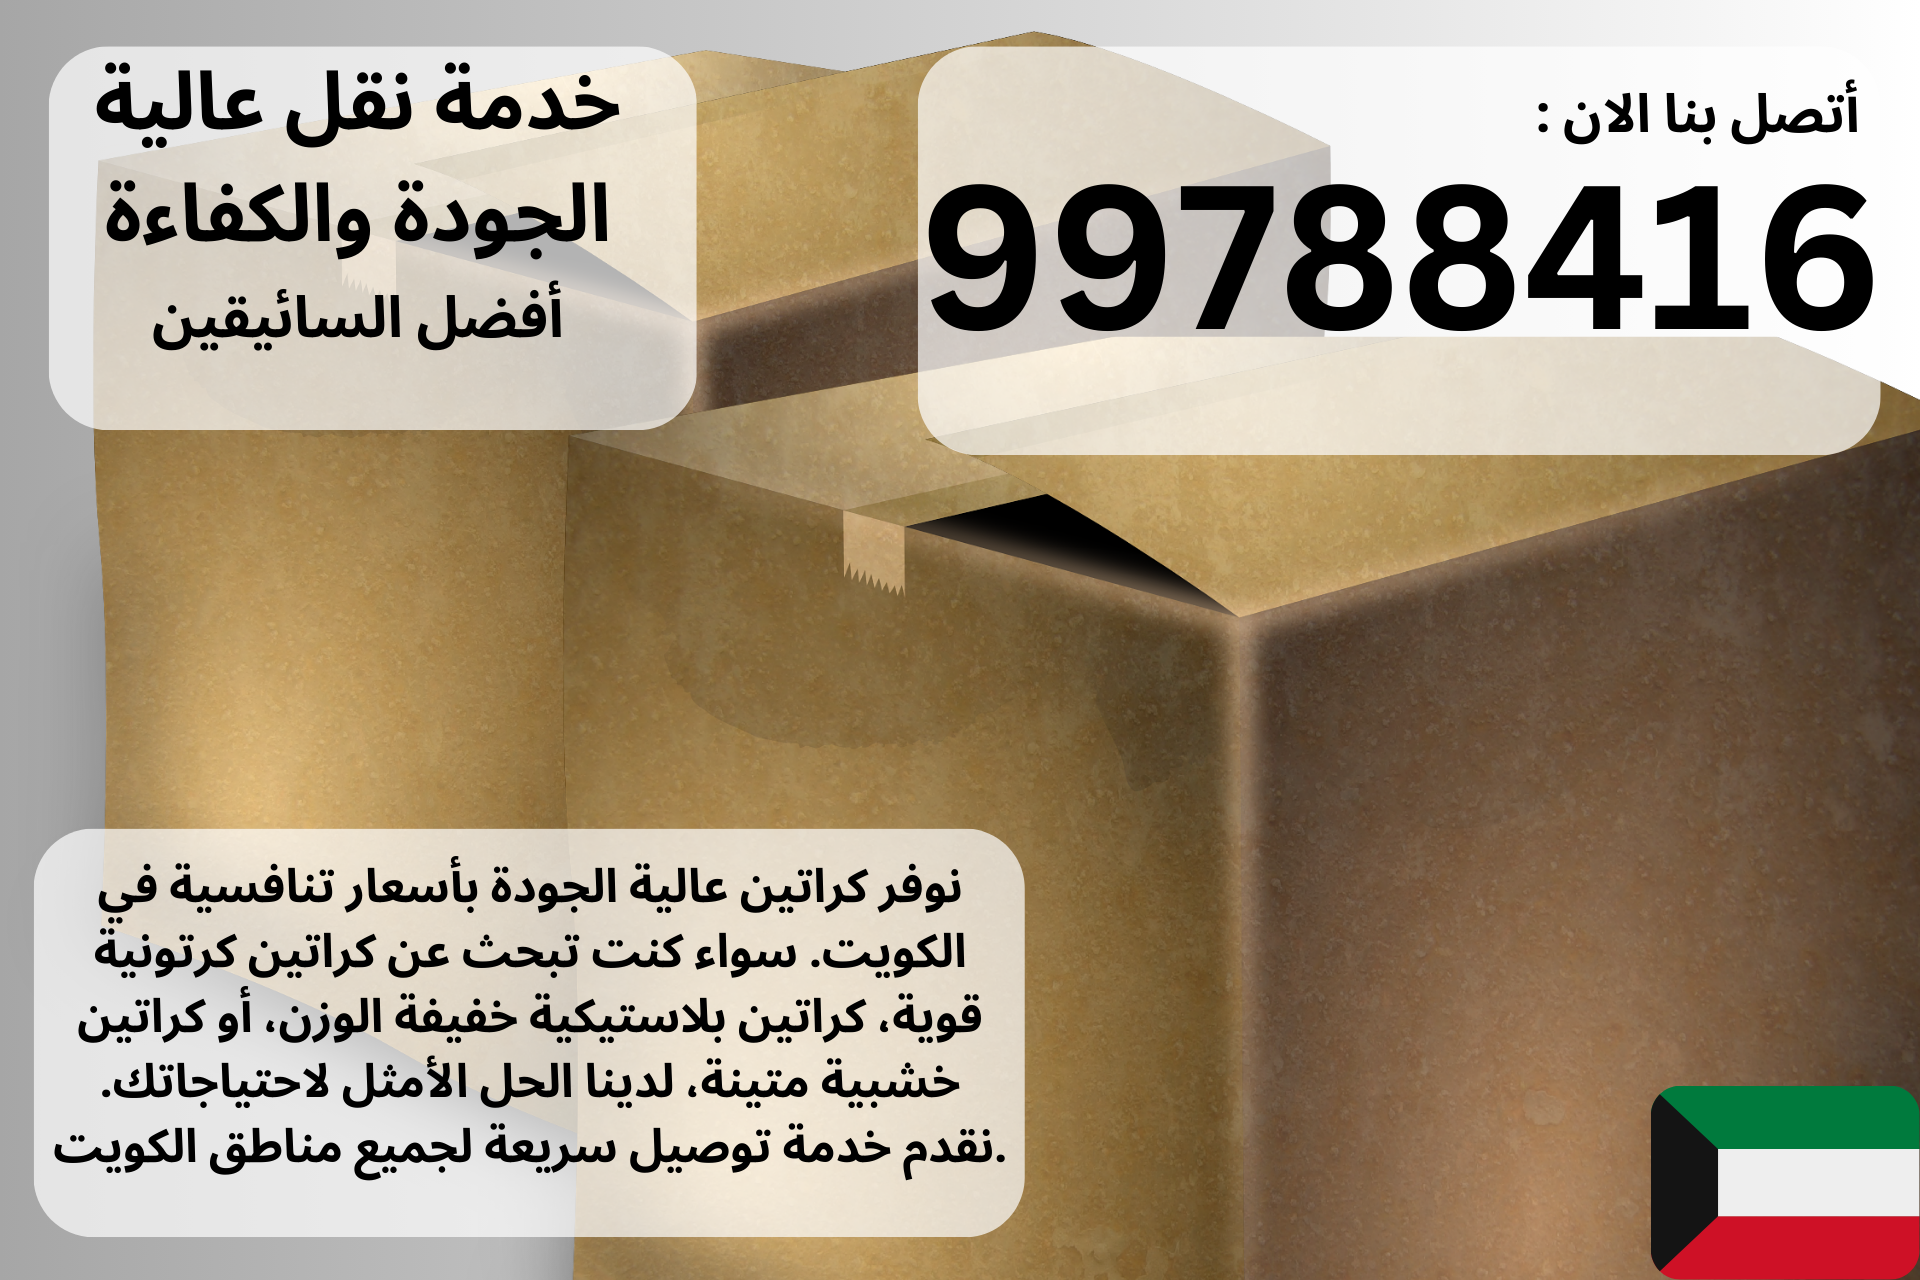 خدمة نقل عالية
الجودة والكفاءة
أفضل السائيقين
أتصل بنا الان :
99788416
نوفر كراتين عالية الجودة بأسعار تنافسية في
الكويت. سواء كنت تبحث عن كراتين كرتونية
قوية، كراتين بلاستيكية خفيفة الوزن، أو كراتين
خشبية متينة، لدينا الحل الأمثل لاحتياجاتك.
.نقدم خدمة توصيل سريعة لجميع مناطق الكويت